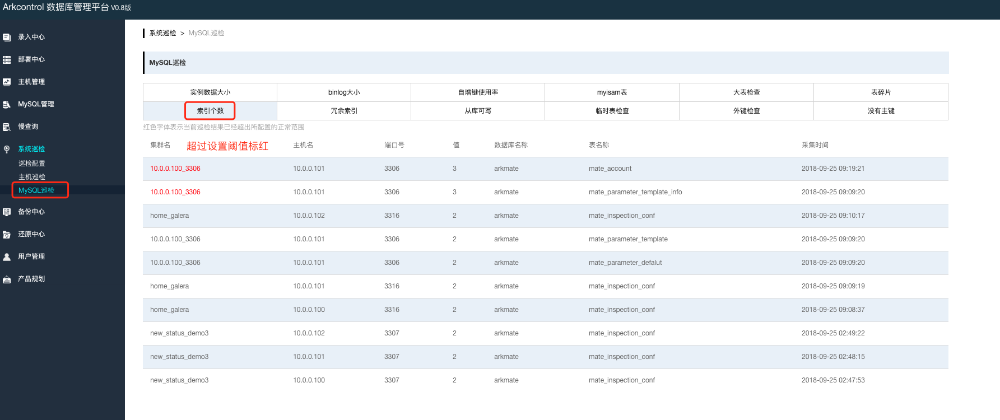 Arkcontrol 数据库管理平台 V0.8版
录入中心
部署中心
主机管理
MySQL管理
慢查询
系统巡检
巡检配置
主机巡检
MySQL巡检
备份中心
还原中心
用户管理
产品规划
系统巡检 > MySQL巡检
MySQL巡检
实例数据大小 binlog大小 自增键使用率 myisam表 大表检查 表碎片
索引个数 冗余索引 从库可写 临时表检查 外键检查 没有主键
红色字体表示当前巡检结果已经超出所配置的正常范围
集群名 超过设置阈值标红 主机名 端口号 值 数据库名称 表名称 采集时间
10.0.0.100_3306 10.0.0.101 3306 3 arkmate mate_account 2018-09-25 09:19:21
10.0.0.100_3306 10.0.0.101 3306 3 arkmate mate_parameter_template_info 2018-09-25 09:09:20
home_galera 10.0.0.102 3316 2 arkmate mate_inspection_conf 2018-09-25 09:10:17
10.0.0.100_3306 10.0.0.101 3306 2 arkmate mate_parameter_template 2018-09-25 09:09:20
10.0.0.100_3306 10.0.0.101 3306 2 arkmate mate_parameter_defalut 2018-09-25 09:09:20
home_galera 10.0.0.101 3316 2 arkmate mate_inspection_conf 2018-09-25 09:09:19
home_galera 10.0.0.100 3316 2 arkmate mate_inspection_conf 2018-09-25 09:08:37
new_status_demo3 10.0.0.102 3307 2 arkmate mate_inspection_conf 2018-09-25 02:49:22
new_status_demo3 10.0.0.101 3307 2 arkmate mate_inspection_conf 2018-09-25 02:48:15
new_status_demo3 10.0.0.100 3307 2 arkmate mate_inspection_conf 2018-09-25 02:47:53